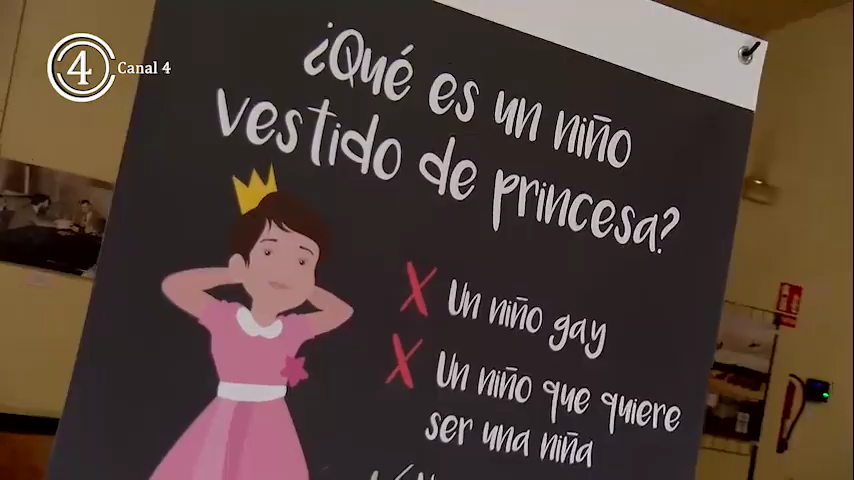 4 Canal 4
¿Qué es un niño
vestido de princesa?
X Un niño gay
X Un niño que quiere
ser una niña